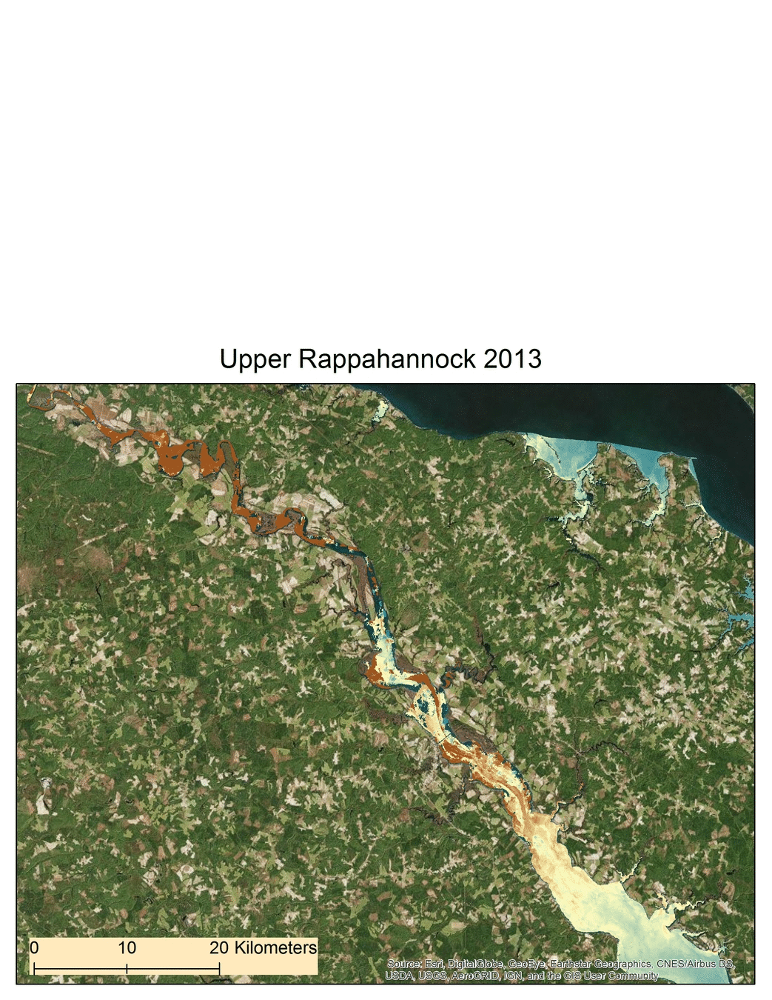 Upper Rappahannock 2013
0 10 20 Kilometers
Source: Esri, DigitalGlobe, GeoEye, Earthstar Geographics, CNES/Airbus DS,
USDA, USGS, AeroGRID, IGN, and the GIS User Community